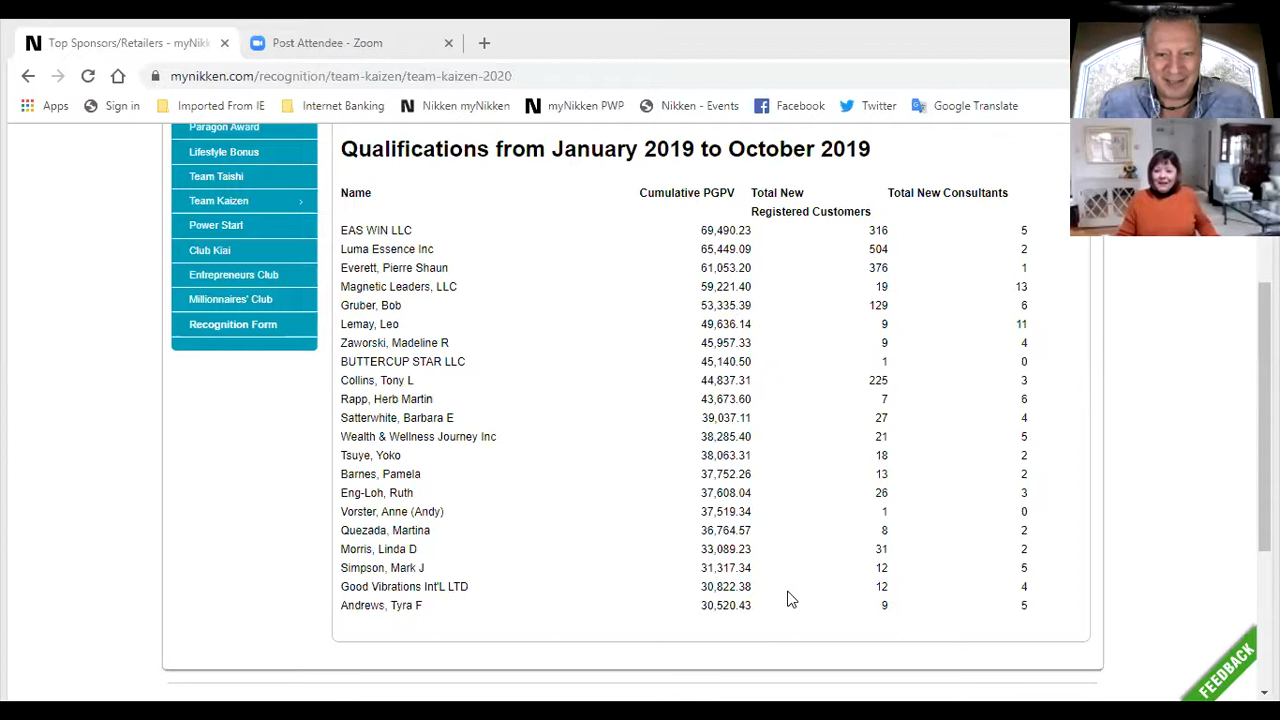 Top Sponsors/Retailers - myNikk
Post Attendee - Zoom
mynikken.com/recognition/team-kaizen/team-kaizen-2020
Apps Sign in Imported From IE Internet Banking Nikken myNikken myNikken PWP Nikken - Events Facebook Twitter Google Translate
Paragon Award
Lifestyle Bonus
Team Taishi
Team Kaizen
Power Start
Club Kiai
Entrepreneurs Club
Millionnaires' Club
Recognition Form
Qualifications from January 2019 to October 2019
Name Cumulative PGPV Total New Total New Consultants
Registered Customers
EAS WIN LLC 69,490.23 316 5
Luma Essence Inc 65,449.09 504 2
Everett, Pierre Shaun 61,053.20 376 1
Magnetic Leaders, LLC 59,221.40 19 13
Gruber, Bob 53,335.39 129 6
Lemay, Leo 49,636.14 9 11
Zaworski, Madeline R 45,957.33 9 4
BUTTERCUP STAR LLC 45,140.50 1 0
Collins, Tony L 44,837.31 225 3
Rapp, Herb Martin 43,673.60 7 6
Satterwhite, Barbara E 39,037.11 27 4
Wealth & Wellness Journey Inc 38,285.40 21 5
Tsuye, Yoko 38,063.31 18 2
Barnes, Pamela 37,752.26 13 2
Eng-Loh, Ruth 37,608.04 26 3
Vorster, Anne (Andy) 37,519.34 1 0
Quezada, Martina 36,764.57 8 2
Morris, Linda D 33,089.23 31 2
Simpson, Mark J 31,317.34 12 5
Good Vibrations Int'L LTD 30,822.38 12 4
Andrews, Tyra F 30,520.43 9 5
FEEDBACK